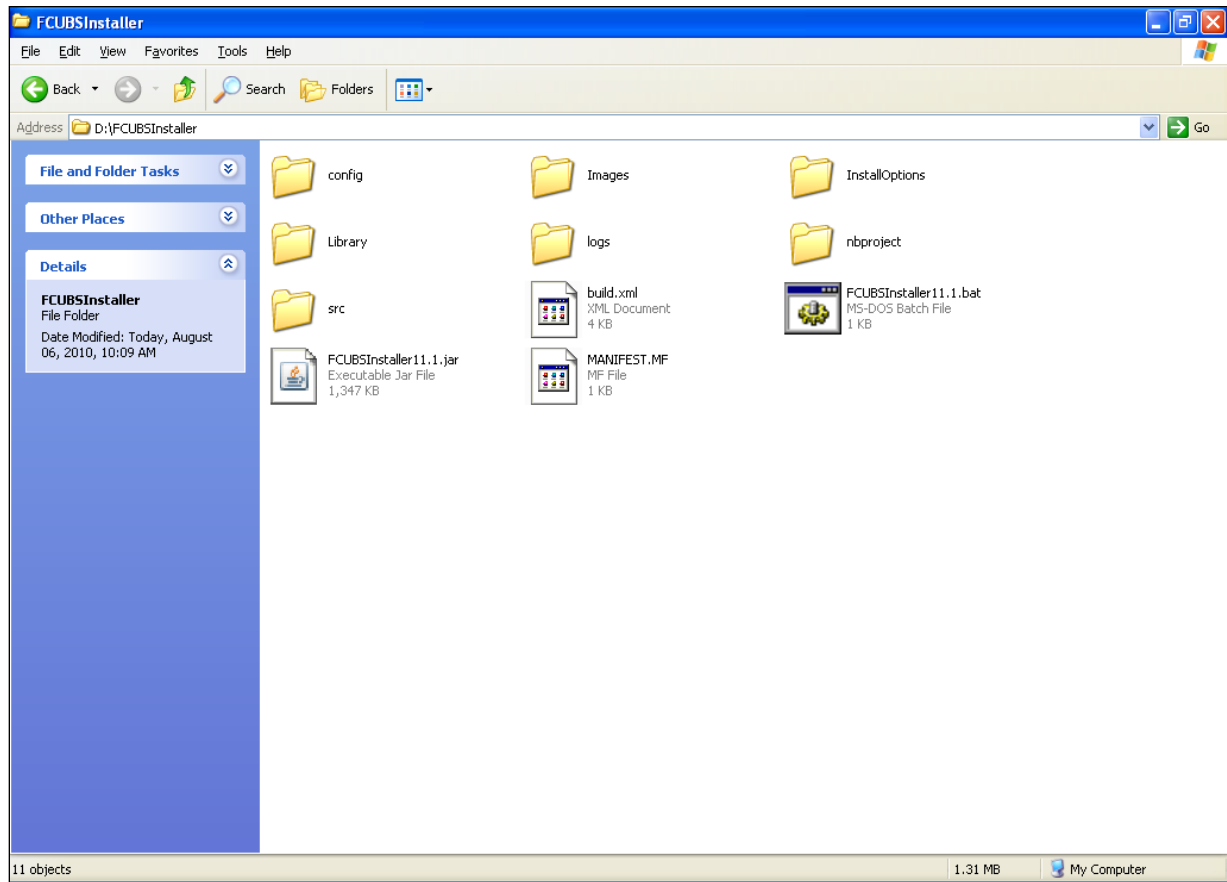 FCUBSInstaller
File Edit View Favorites Tools Help
Back Search Folders
Address D:\FCUBSInstaller Go
File and Folder Tasks
Other Places
Details
FCUBSInstaller
File Folder
Date Modified: Today, August
06, 2010, 10:09 AM
config
Images
InstallOptions
Library
logs
nbproject
src
build.xml
XML Document
4 KB
FCUBSInstaller11.1.bat
MS-DOS Batch File
1 KB
FCUBSInstaller11.1.jar
Executable Jar File
1,347 KB
MANIFEST.MF
MF File
1 KB
11 objects 1.31 MB My Computer